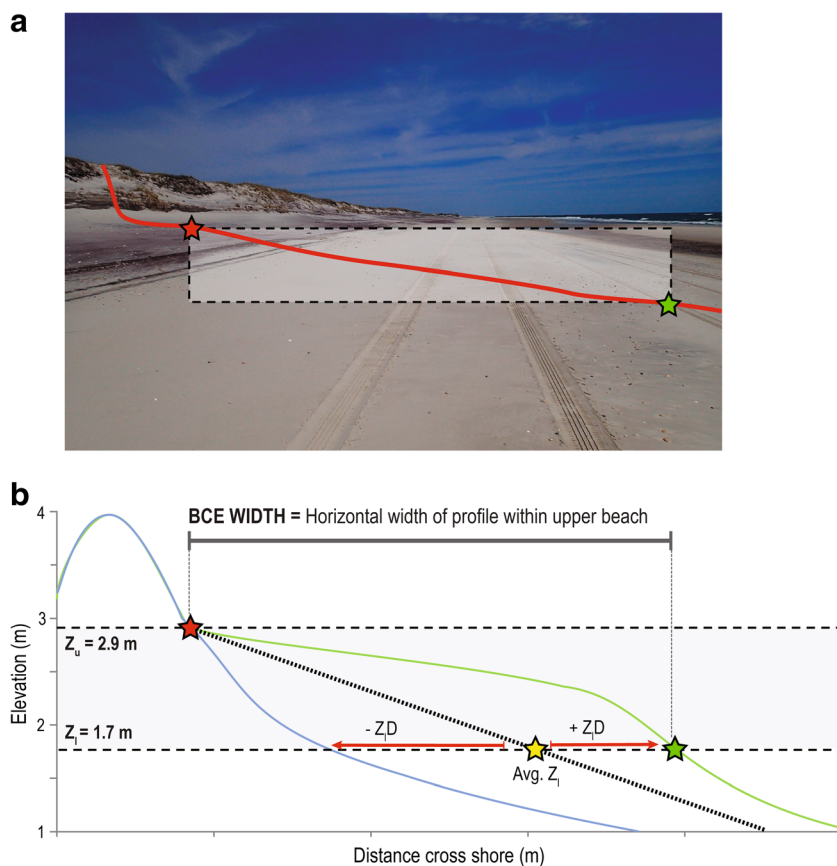 a
b
BCE WIDTH = Horizontal width of profile within upper beach
4
3
Zu = 2.9 m
Elevation (m)
2
Zl = 1.7 m
- ZlD
+ ZlD
Avg. Zl
1
Distance cross shore (m)